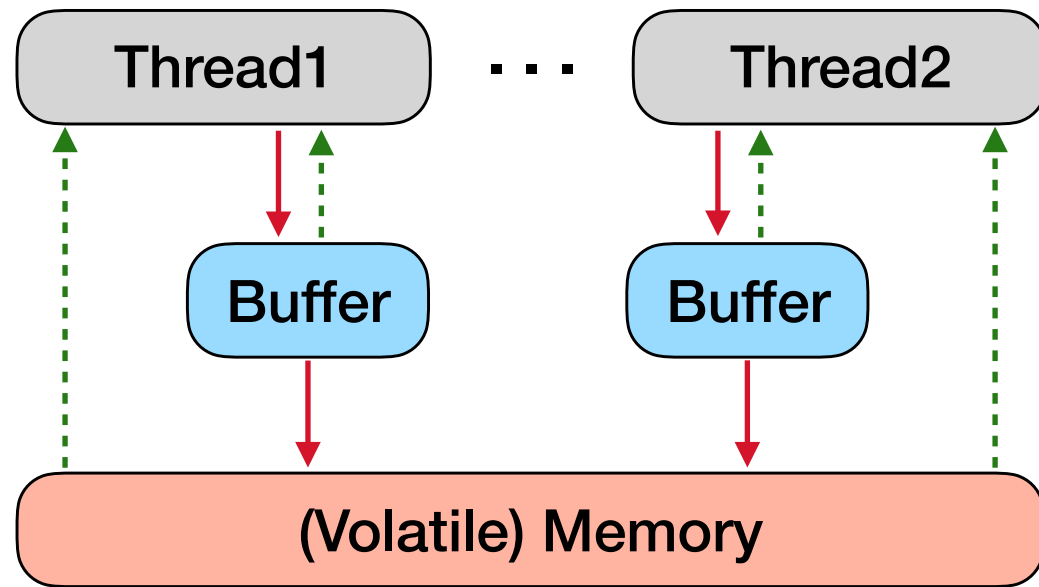 Thread1
...
Thread2
Buffer
Buffer
(Volatile) Memory